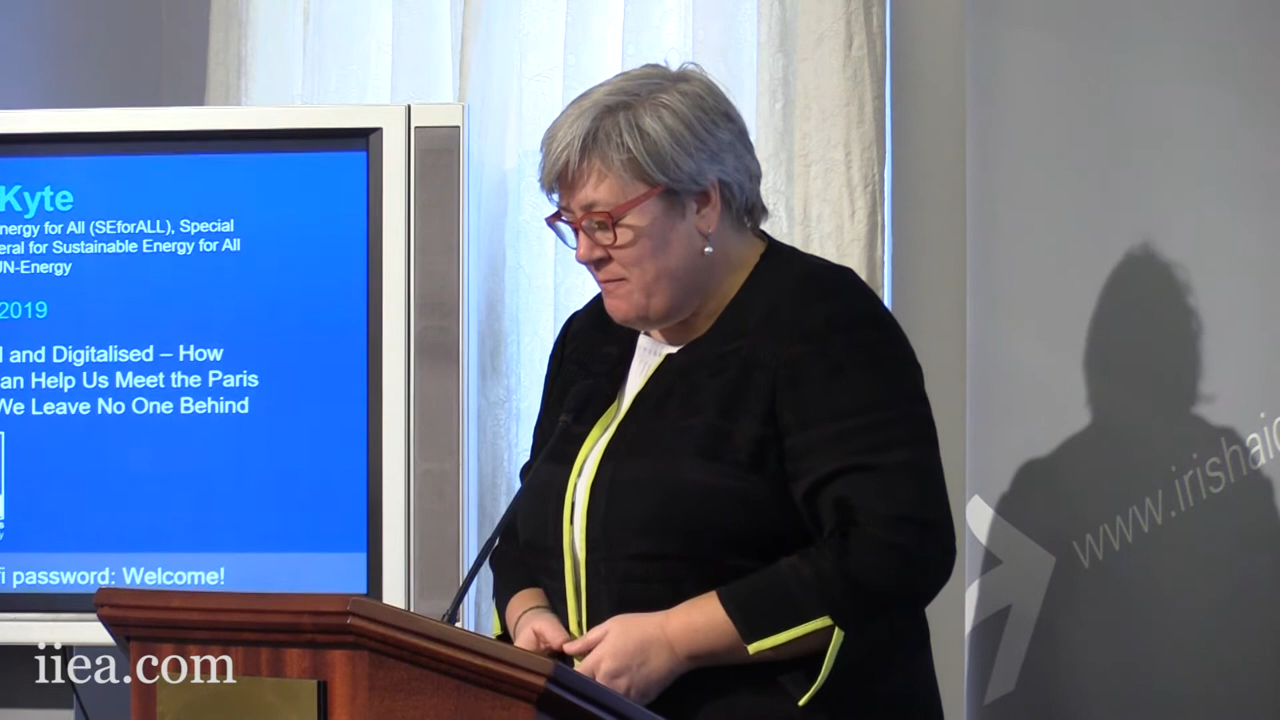 Kyte
nergy for All (SEforALL), Special
eral for Sustainable Energy for All
UN-Energy
2019
l and Digitalised – How
an Help Us Meet the Paris
We Leave No One Behind
fi password: Welcome!
iiea.com
www.irishaid